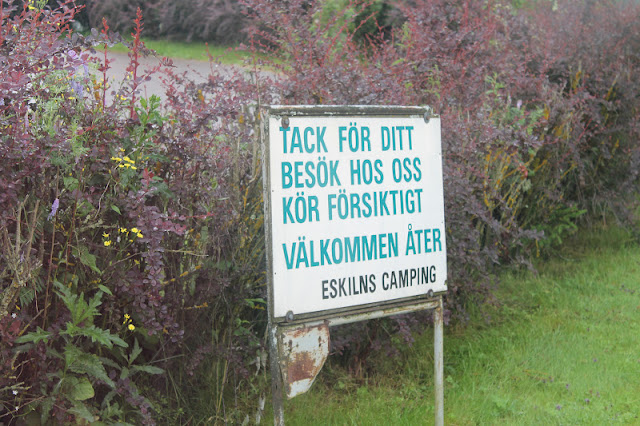 TACK FÖR DITT
BESÖK HOS OSS
KÖR FÖRSIKTIGT
VÄLKOMMEN ÅTER
ESKILNS CAMPING